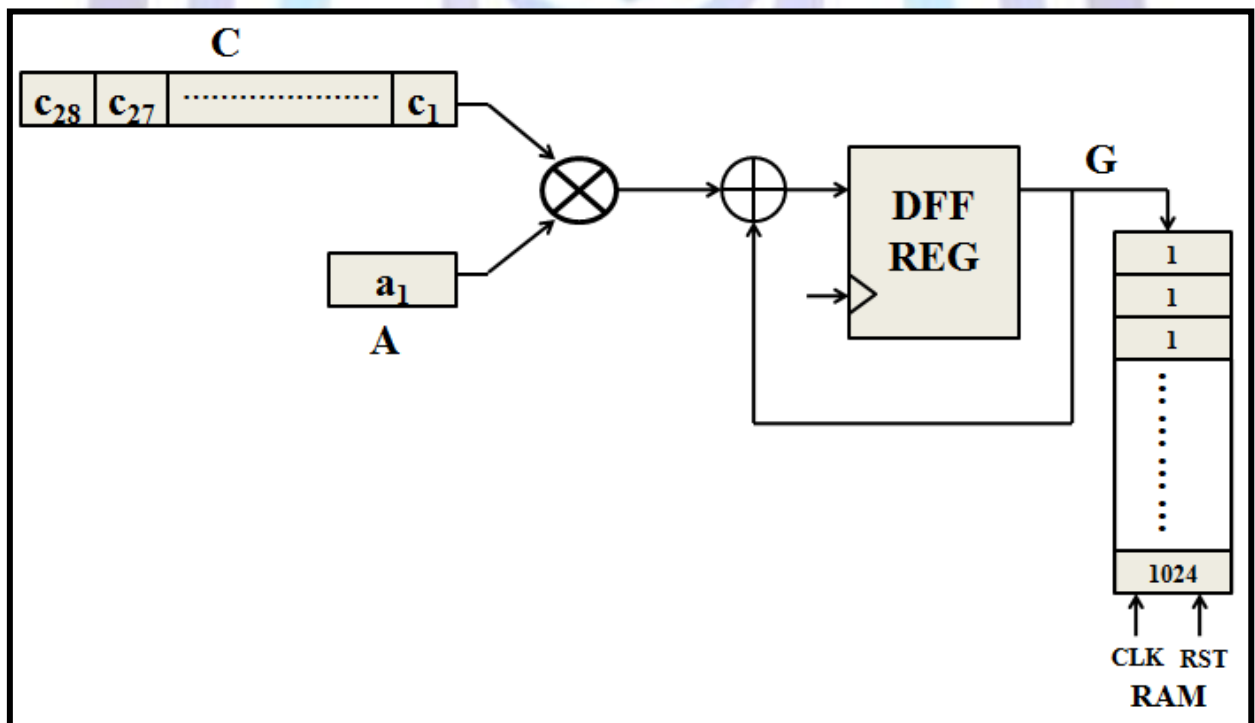 C
c28 c27 .................... c1
a1
A
DFF
REG
G
1
1
1
1024
CLK RST
RAM